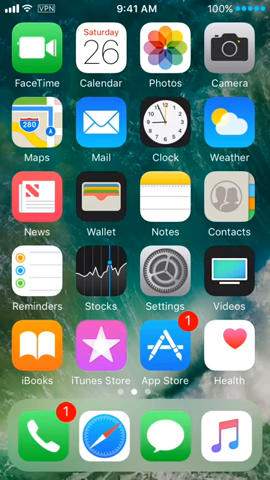 VPN 9:41 AM 100%
Saturday
26
FaceTime Calendar Photos Camera
280
Maps Mail Clock Weather
News Wallet Notes Contacts
Reminders Stocks Settings Videos
1
iBooks iTunes Store App Store Health
1